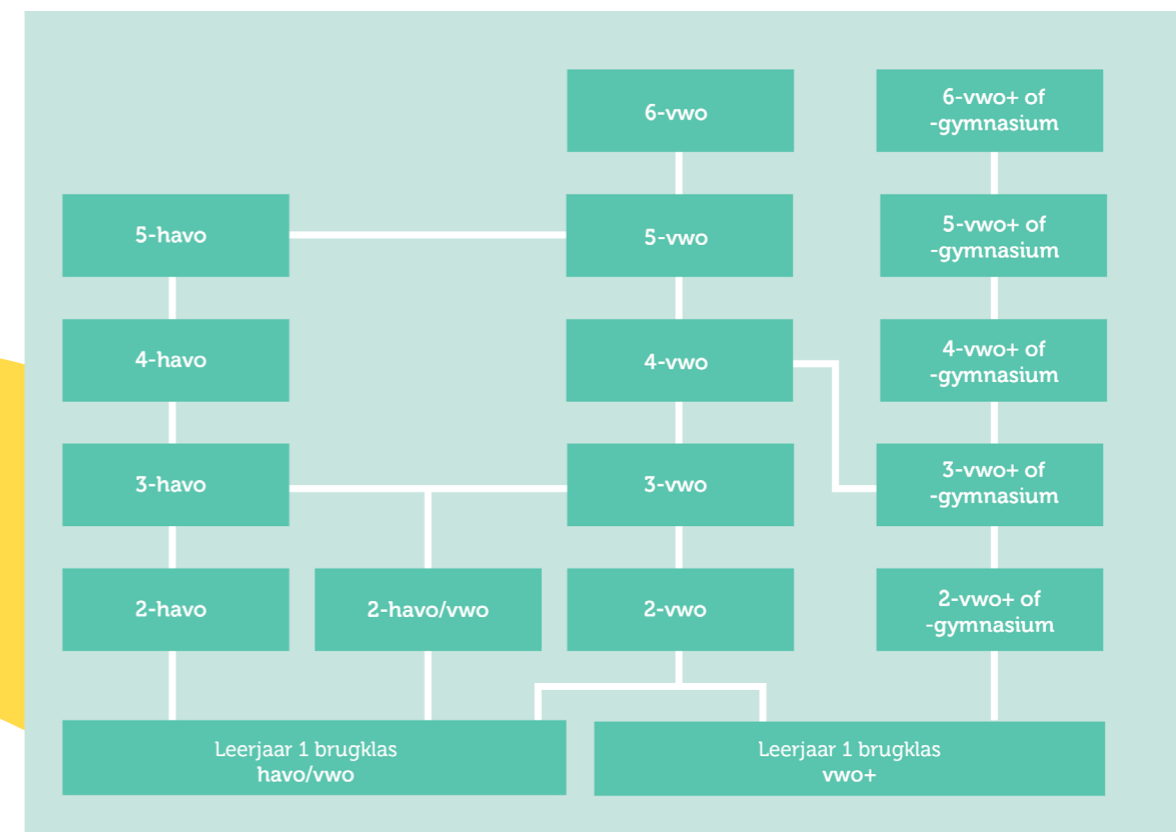 6-vwo
6-vwo+ of
-gymnasium
5-havo
5-vwo
5-vwo+ of
-gymnasium
4-havo
4-vwo
4-vwo+ of
-gymnasium
3-havo
3-vwo
3-vwo+ of
-gymnasium
2-havo
2-havo/vwo
2-vwo
2-vwo+ of
-gymnasium
Leerjaar 1 brugklas
havo/vwo
Leerjaar 1 brugklas
vwo+